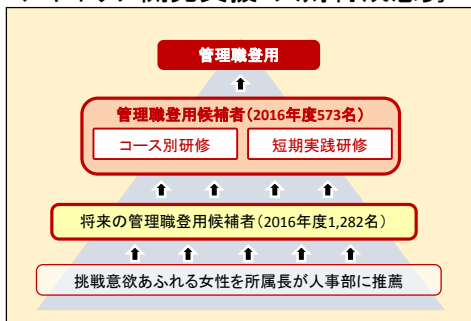 管理職登用
管理職登用候補者(2016年度573名)
コース別研修
短期実践研修
将来の管理職登用候補者(2016年度1,282名)
挑戦意欲あふれる女性を所属長が人事部に推薦